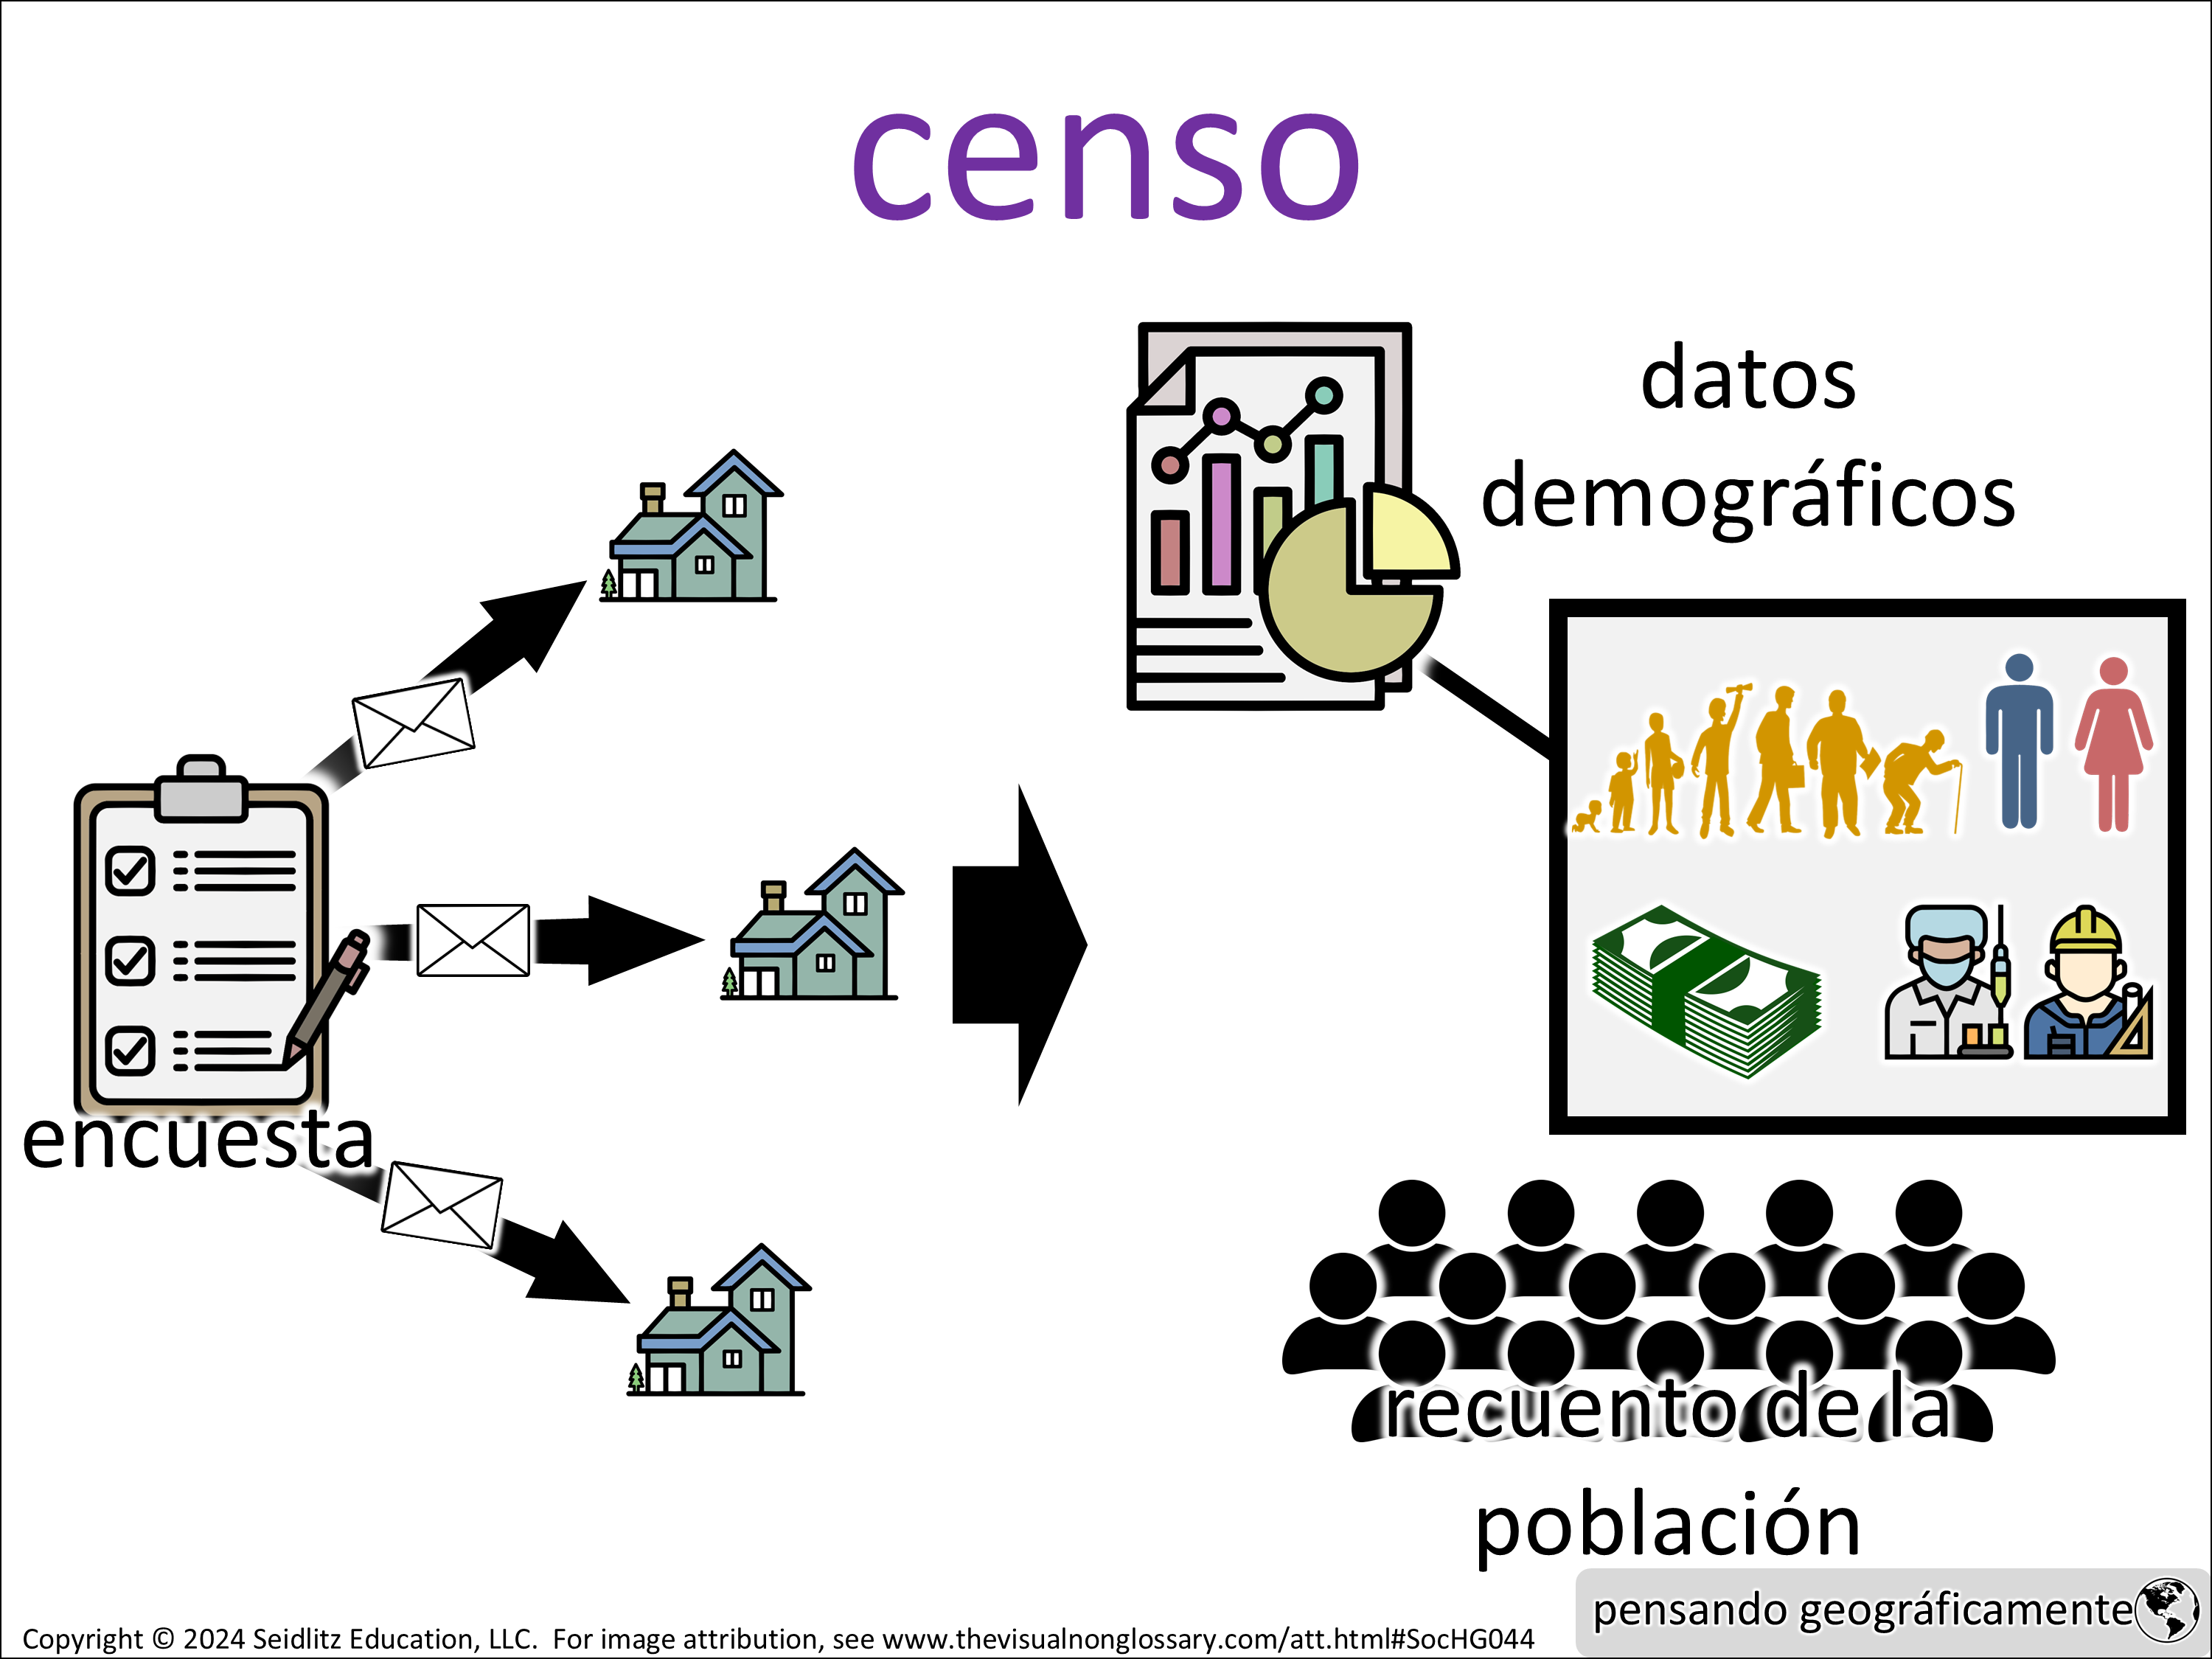 censo
datos
demográficos
encuesta
recuento de la
población
pensando geográficamente
Copyright © 2024 Seidlitz Education, LLC.  For image attribution, see www.thevisualnonglossary.com/att.html#SocHG044